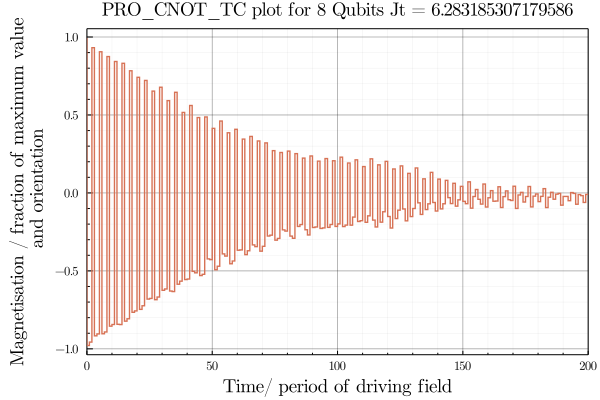 PRO_CNOT_TC plot for 8 Qubits Jt = 6.283185307179586
Magnetisation / fraction of maximum value
and orientation
1.0
0.5
0.0
−0.5
−1.0
0
50
100
150
200
Time/ period of driving field